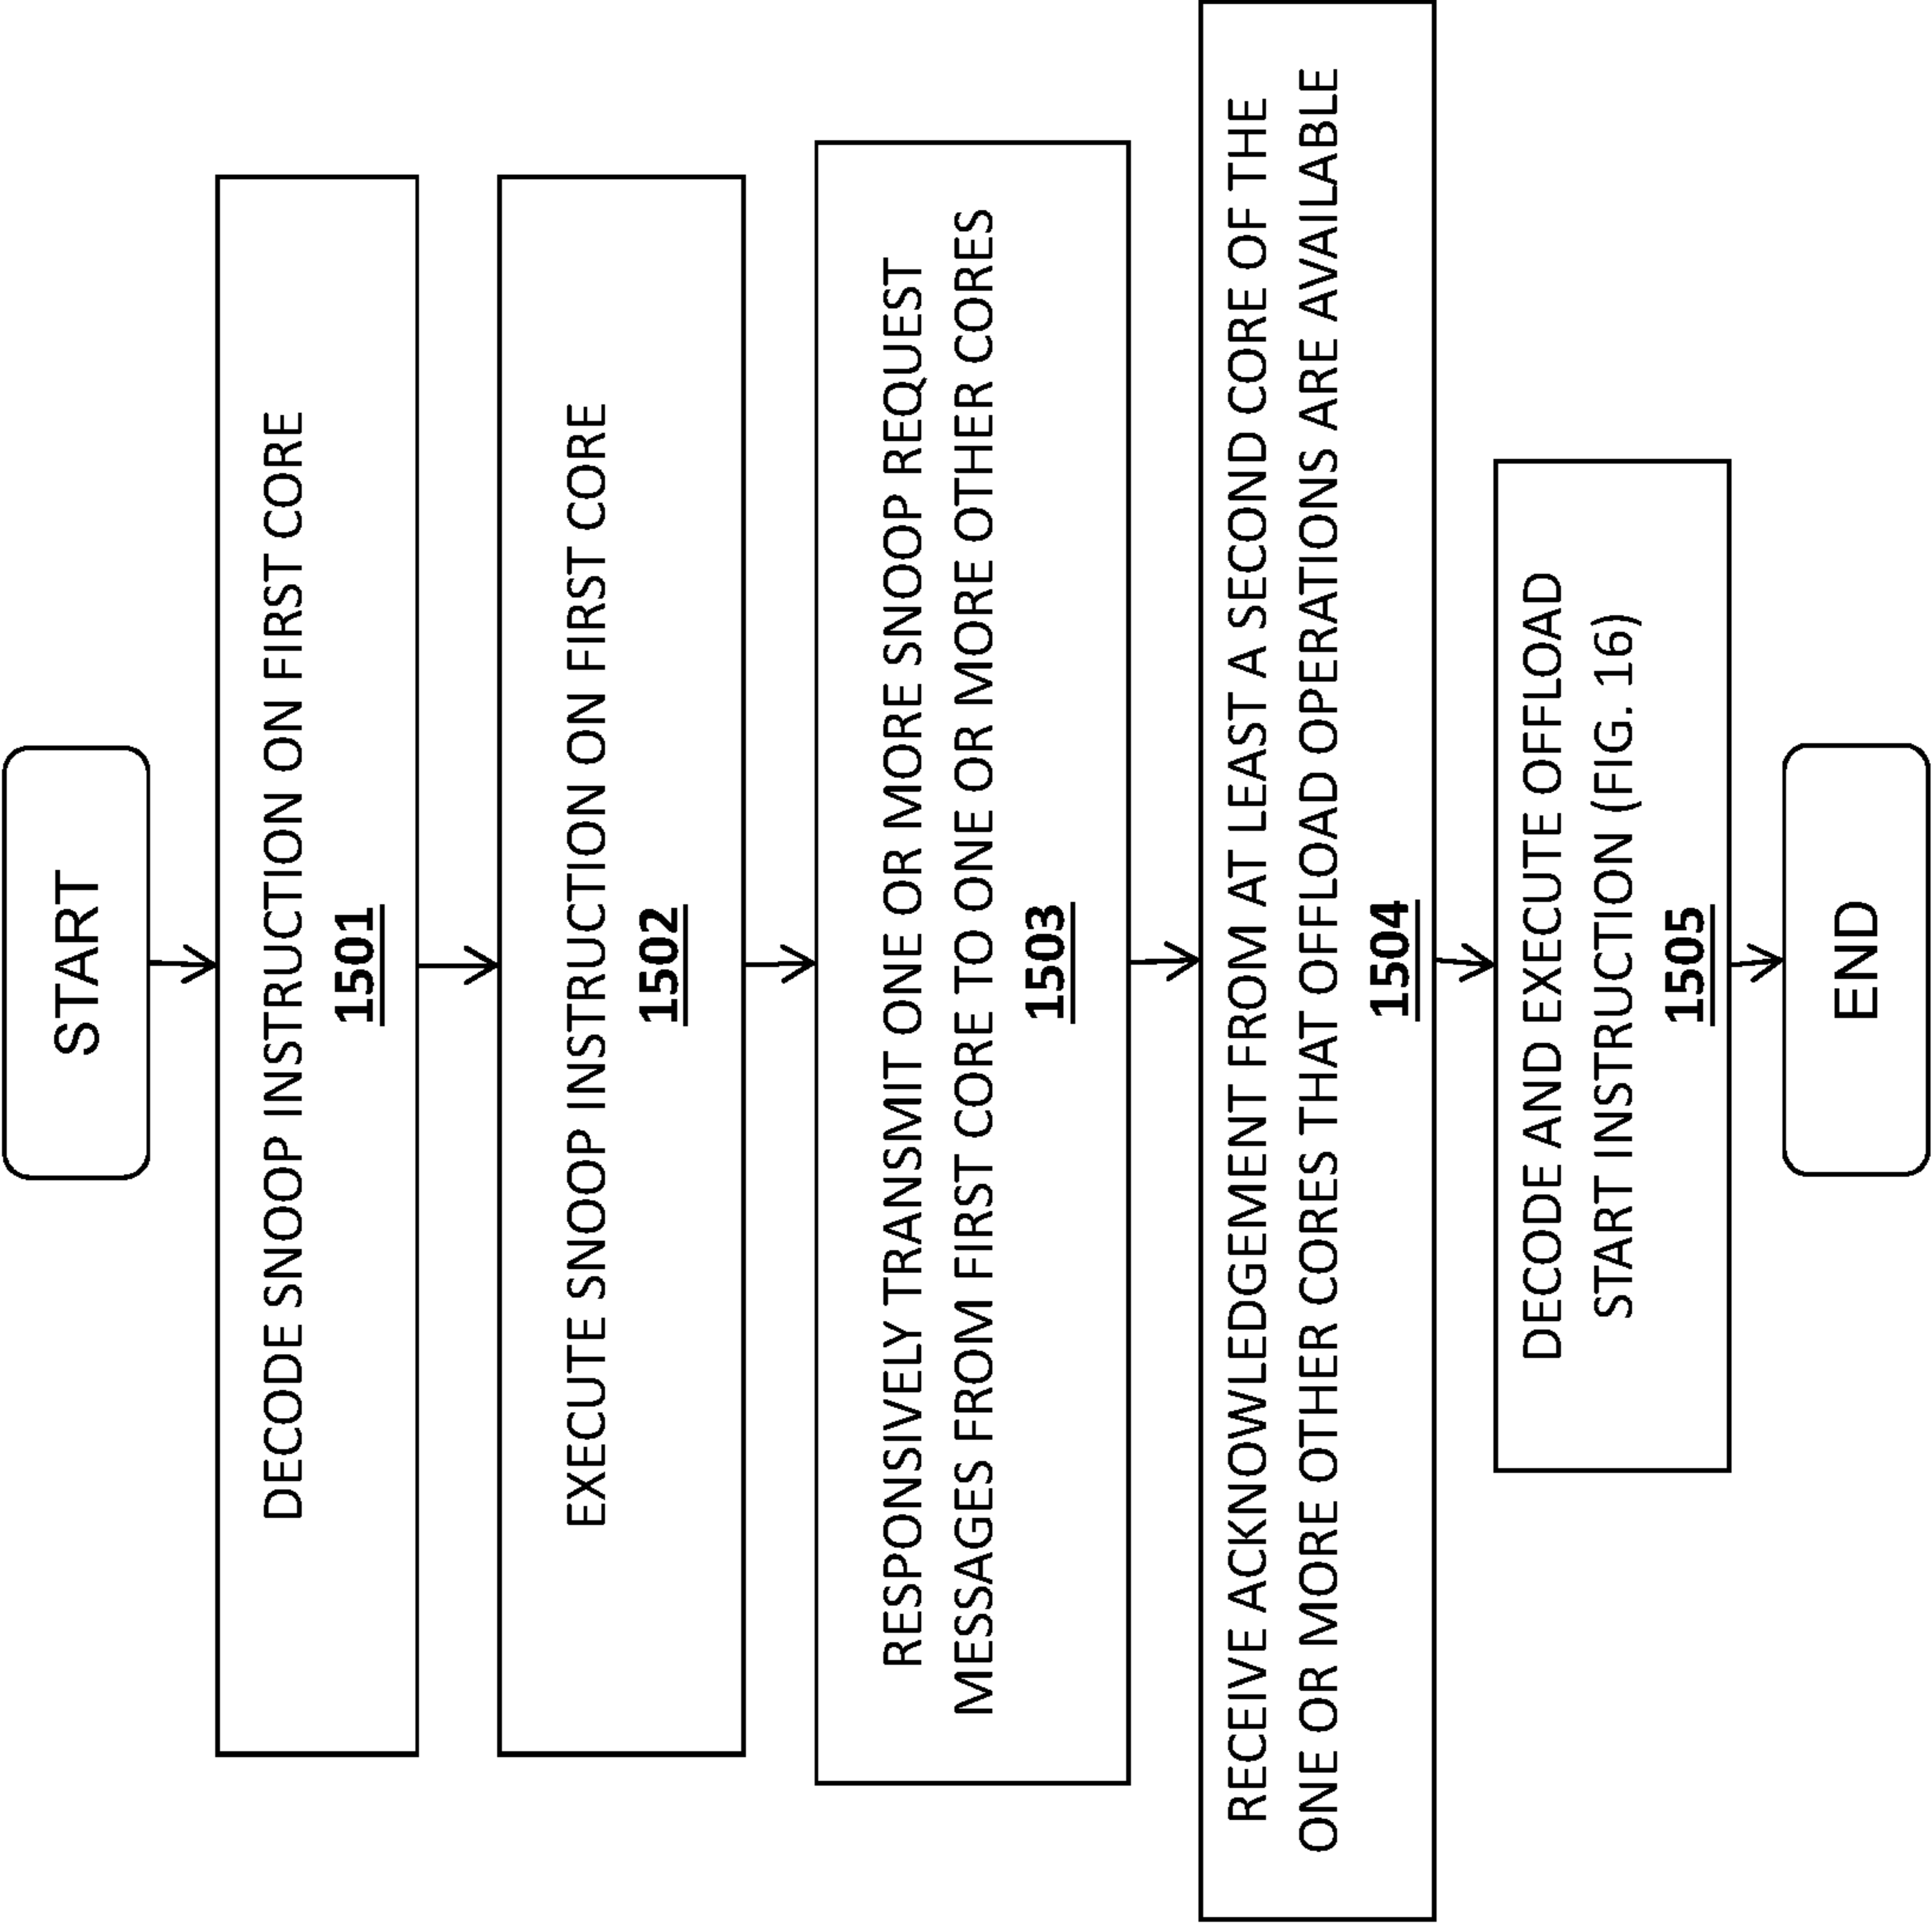 START
DECODE SNOOP INSTRUCTION ON FIRST CORE
1501
EXECUTE SNOOP INSTRUCTION ON FIRST CORE
1502
RESPONSIVELY TRANSMIT ONE OR MORE SNOOP REQUEST
MESSAGES FROM FIRST CORE TO ONE OR MORE OTHER CORES
1503
RECEIVE ACKNOWLEDGEMENT FROM AT LEAST A SECOND CORE OF THE
ONE OR MORE OTHER CORES THAT OFFLOAD OPERATIONS ARE AVAILABLE
1504
DECODE AND EXECUTE OFFLOAD
START INSTRUCTION (FIG. 16)
1505
END